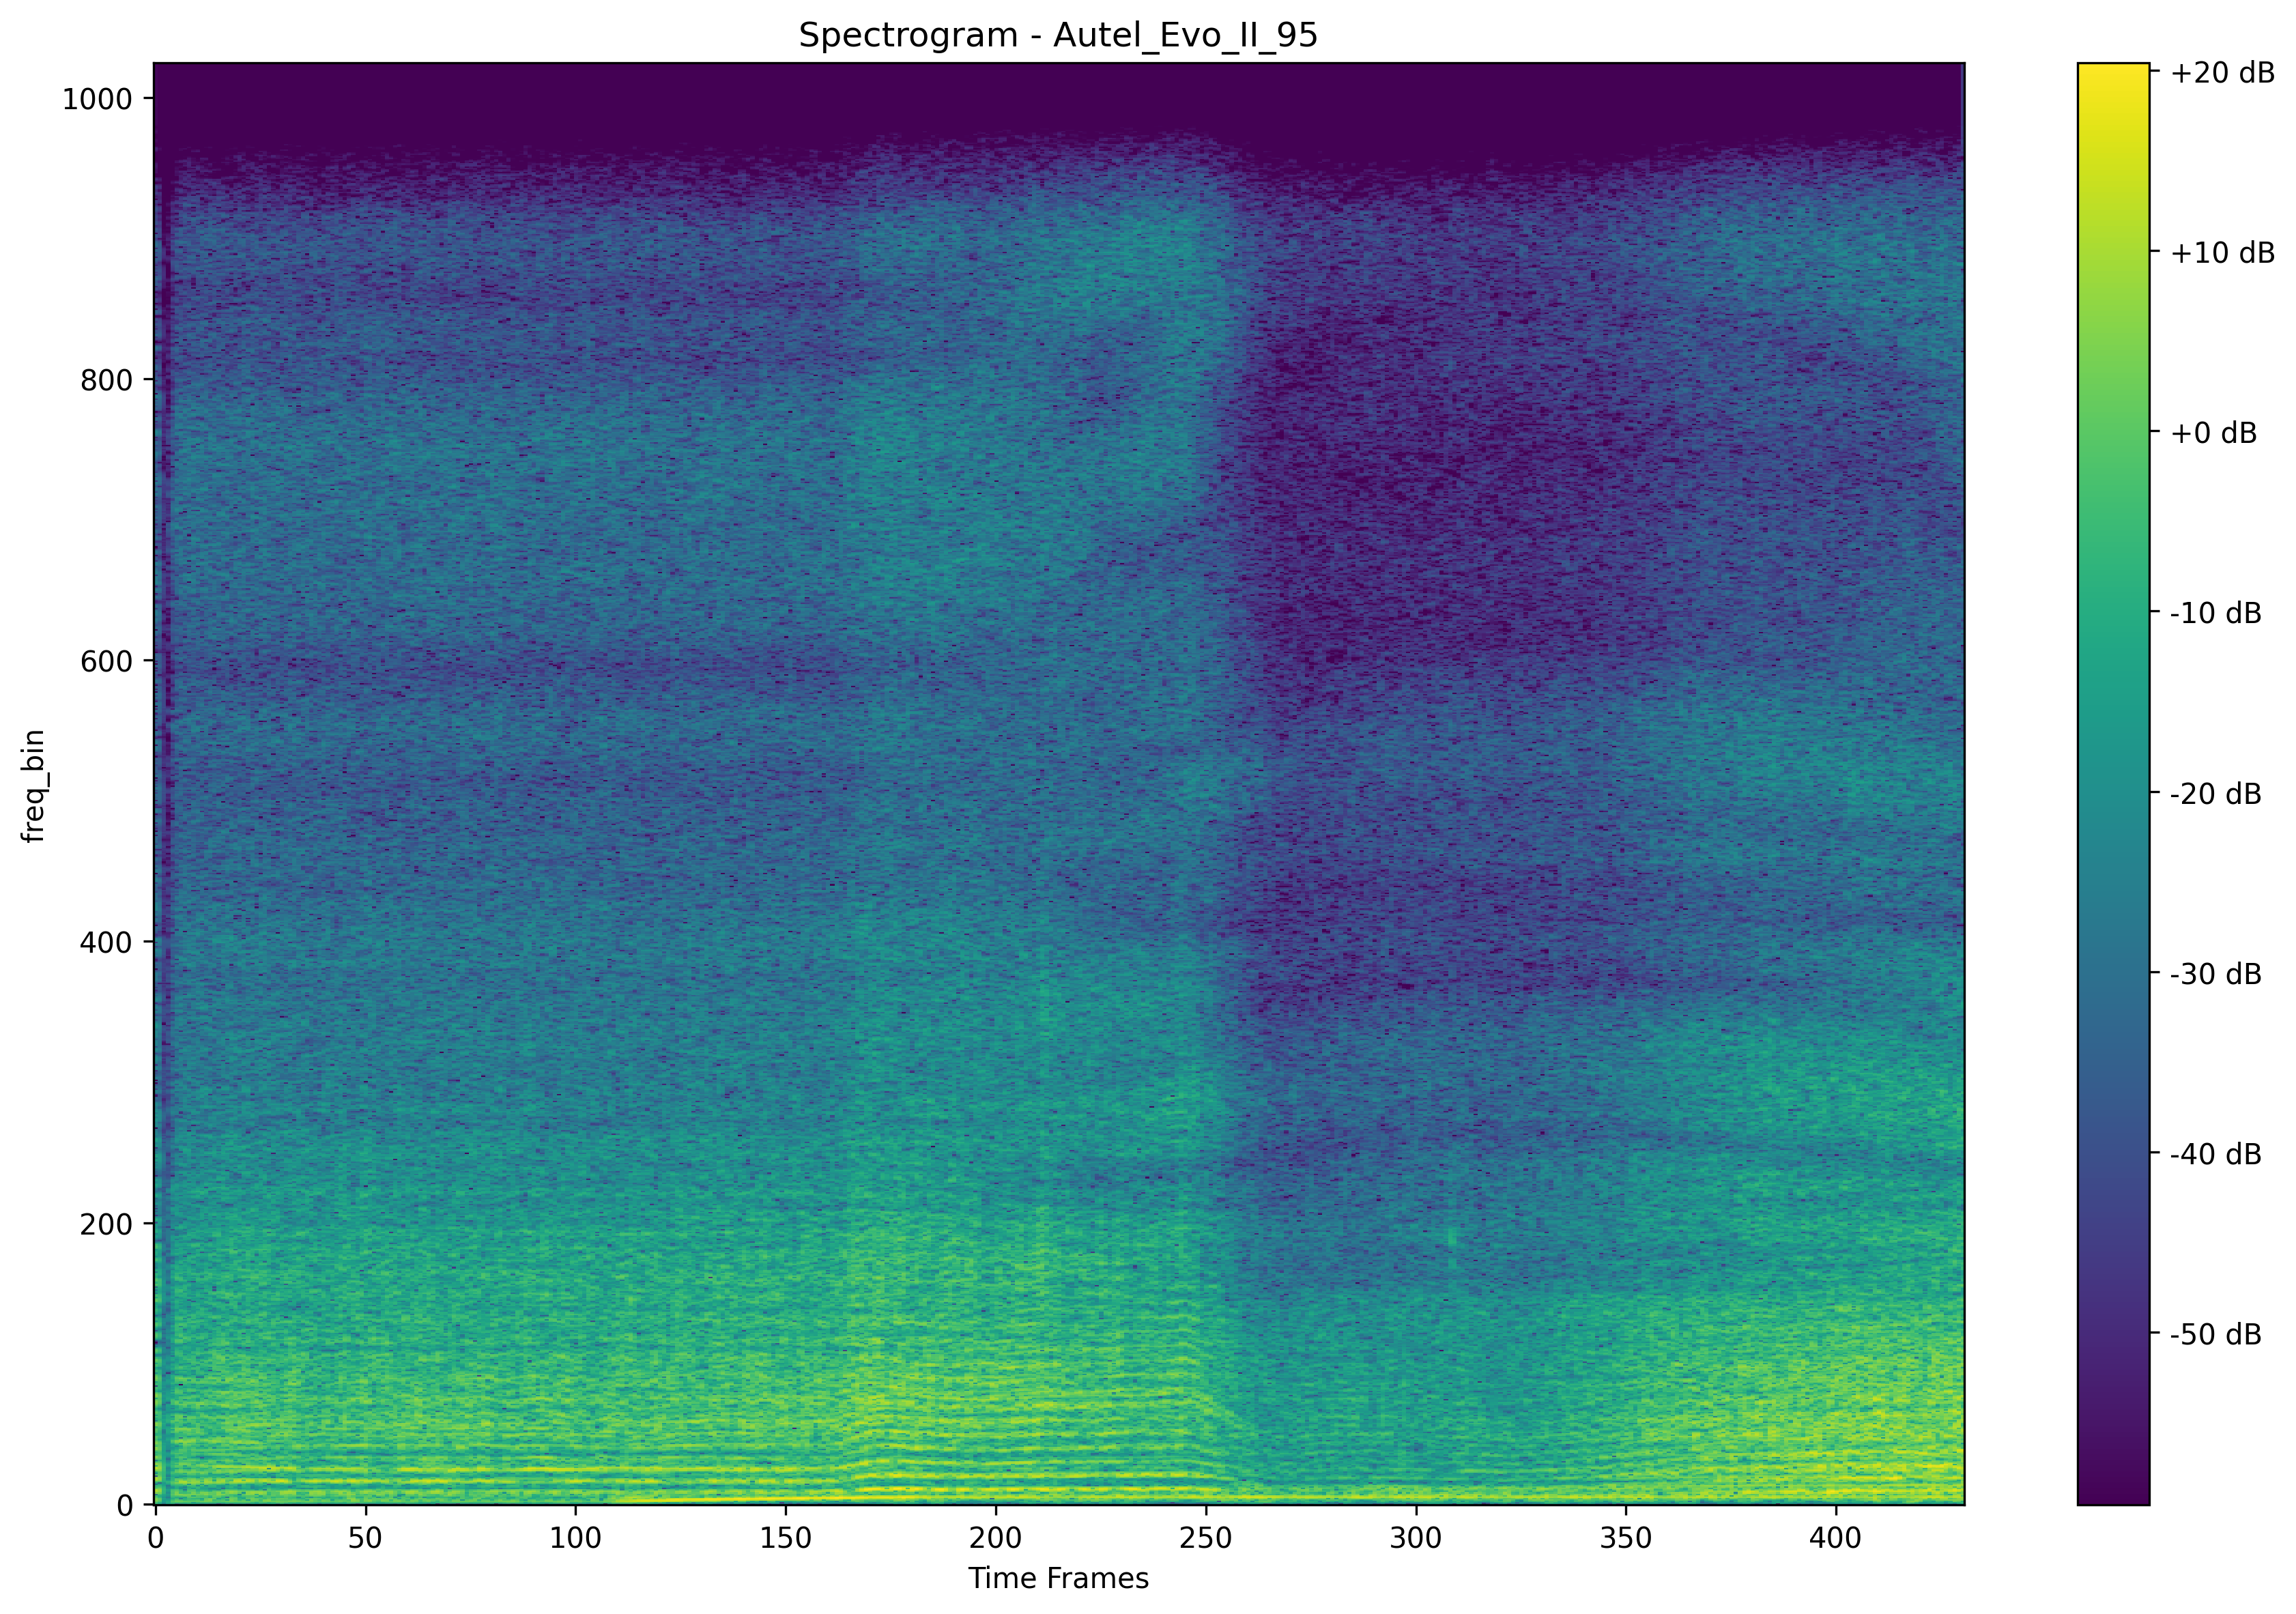 Spectrogram - Autel_Evo_II_95
1000
800
600
400
200
0
freq_bin
0 50 100 150 200 250 300 350 400
Time Frames
+20 dB
+10 dB
+0 dB
-10 dB
-20 dB
-30 dB
-40 dB
-50 dB